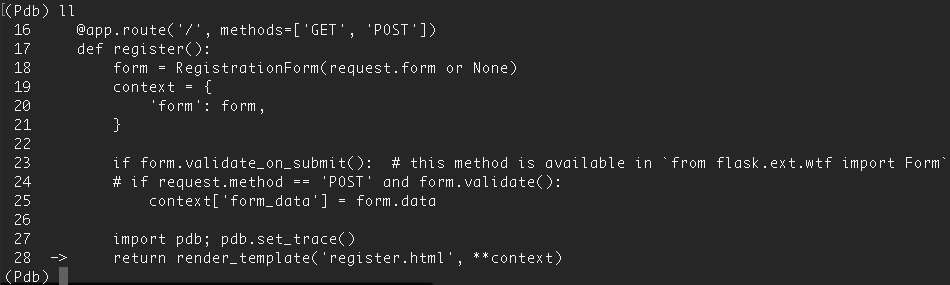 (Pdb) ll
 16     @app.route('/', methods=['GET', 'POST'])
 17     def register():
 18         form = RegistrationForm(request.form or None)
 19         context = {
 20             'form': form,
 21         }
 22
 23         if form.validate_on_submit():  # this method is available in `from flask.ext.wtf import Form`
 24         # if request.method == 'POST' and form.validate():
 25             context['form_data'] = form.data
 26
 27         import pdb; pdb.set_trace()
 28  ->     return render_template('register.html', **context)
(Pdb)